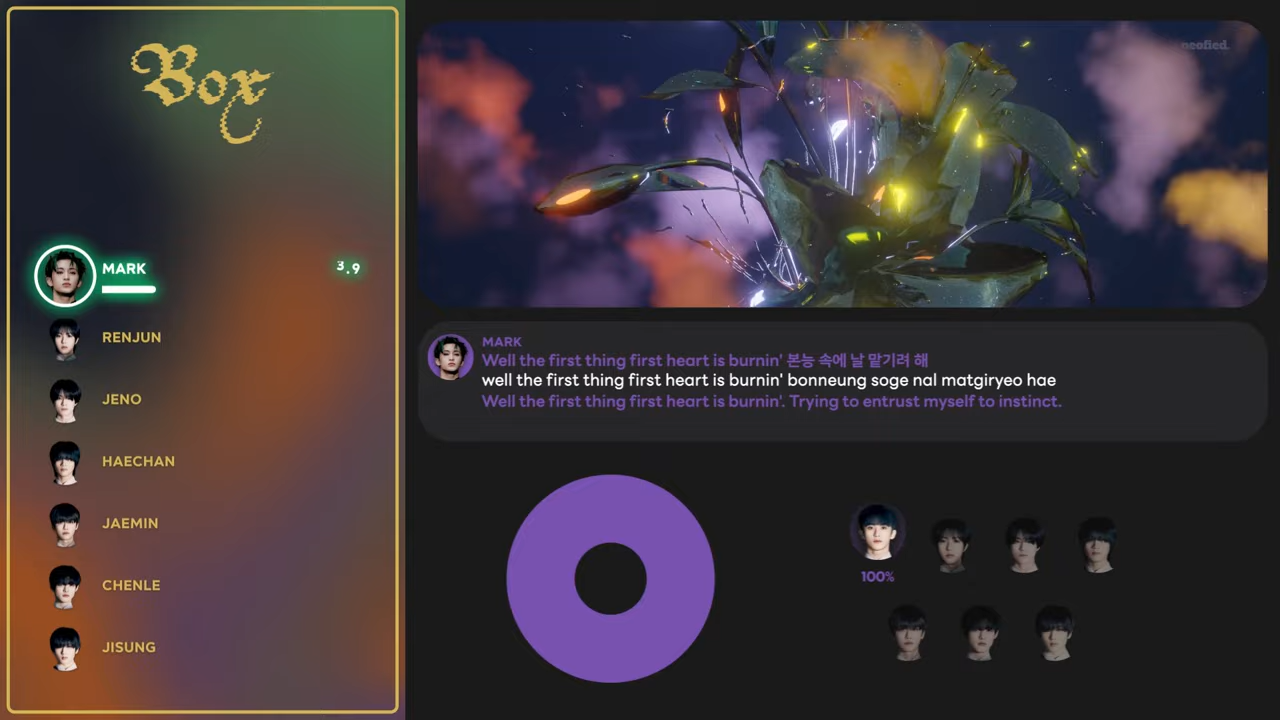 Box
MARK
3.9
RENJUN
JENO
HAECHAN
JAEMIN
CHENLE
JISUNG
neofied.
MARK
Well the first thing first heart is burnin' 본능 속에 날 맡기려 해
well the first thing first heart is burnin' bonneung soge nal matgiryeo hae
Well the first thing first heart is burnin'. Trying to entrust myself to instinct.
100%